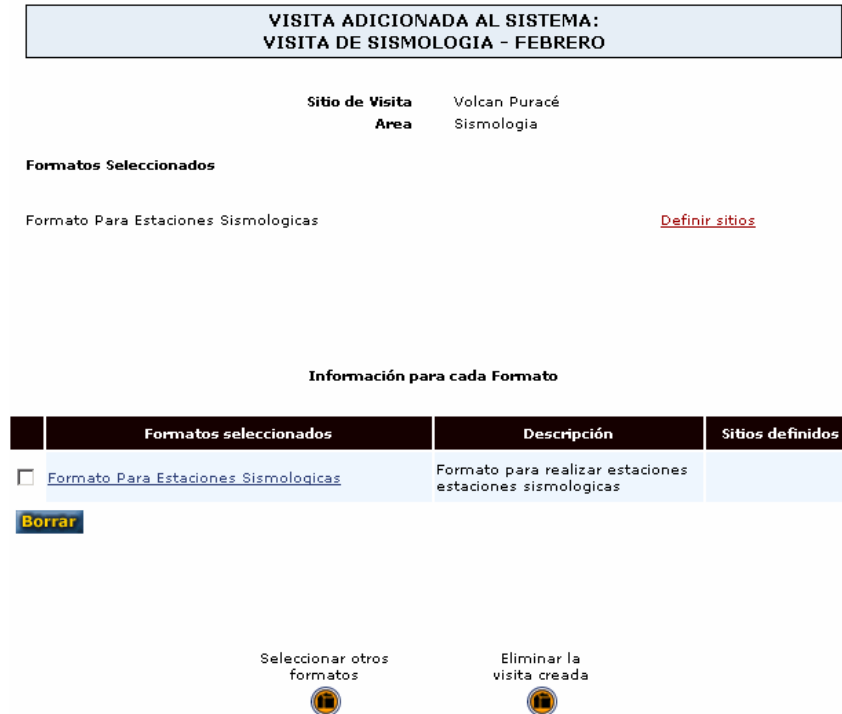 VISITA ADICIONADA AL SISTEMA:
VISITA DE SISMOLOGIA - FEBRERO
Sitio de Visita Volcan Puracé
Area Sismologia
Formatos Seleccionados
Formato Para Estaciones Sismologicas Definir sitios
Información para cada Formato
Formatos seleccionados Descripción Sitios definidos
Formato Para Estaciones Sismologicas Formato para realizar estaciones
estaciones sismologicas
Borrar
Seleccionar otros Eliminar la
formatos visita creada